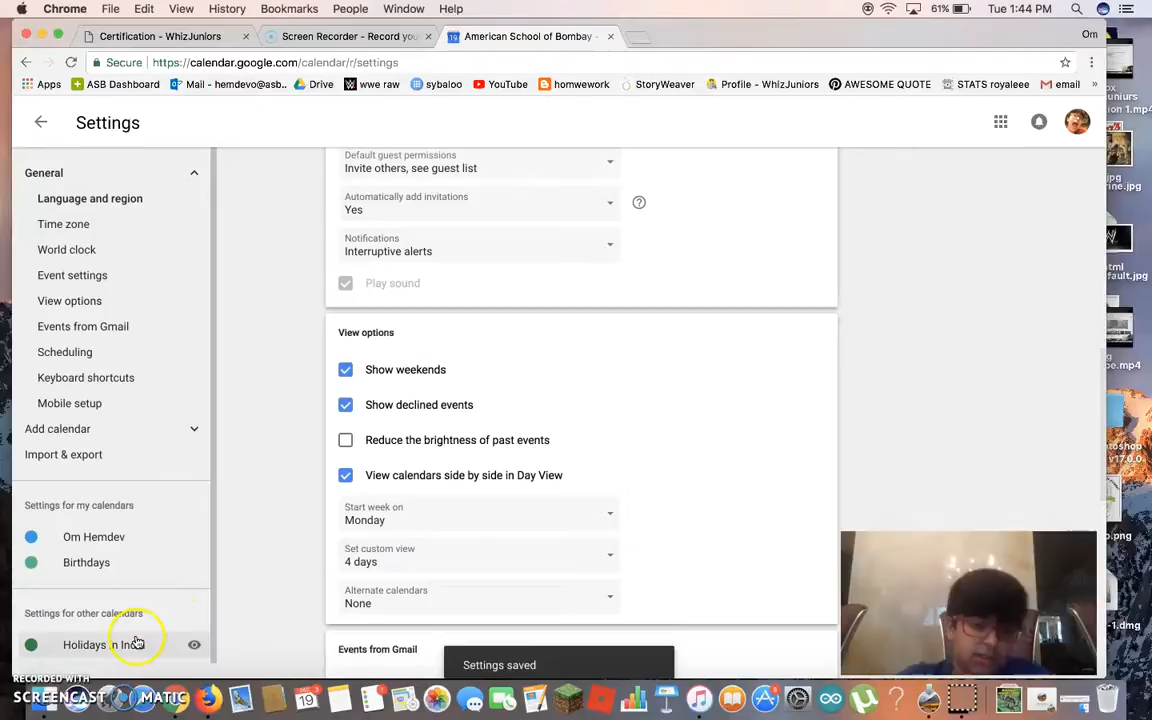 Chrome File Edit View History Bookmarks People Window Help 61% Tue 1:44 PM
Certification - WhizJuniors × Screen Recorder - Record you × American School of Bombay - × Om
Secure https://calendar.google.com/calendar/r/settings
Apps ASB Dashboard Mail - hemdevo@asb.. Drive wwe raw sybaloo YouTube homwework StoryWeaver Profile - WhizJuniors AWESOME QUOTE STATS royaleee email »
Settings
General
Language and region
Time zone
World clock
Event settings
View options
Events from Gmail
Scheduling
Keyboard shortcuts
Mobile setup
Add calendar
Import & export
Settings for my calendars
Om Hemdev
Birthdays
Settings for other calendars
Holidays in
Default guest permissions
Invite others, see guest list
Automatically add invitations
Yes
Notifications
Interruptive alerts
Play sound
View options
Show weekends
Show declined events
Reduce the brightness of past events
View calendars side by side in Day View
Start week on
Monday
Set custom view
4 days
Alternate calendars
None
Events from Gmail
Settings saved
RECORDED WITH
SCREENCAST MATIC